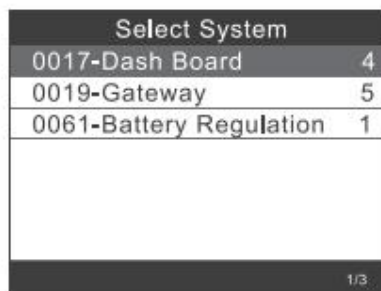 Select System
0017-Dash Board 4
0019-Gateway 5
0061-Battery Regulation 1
1/3